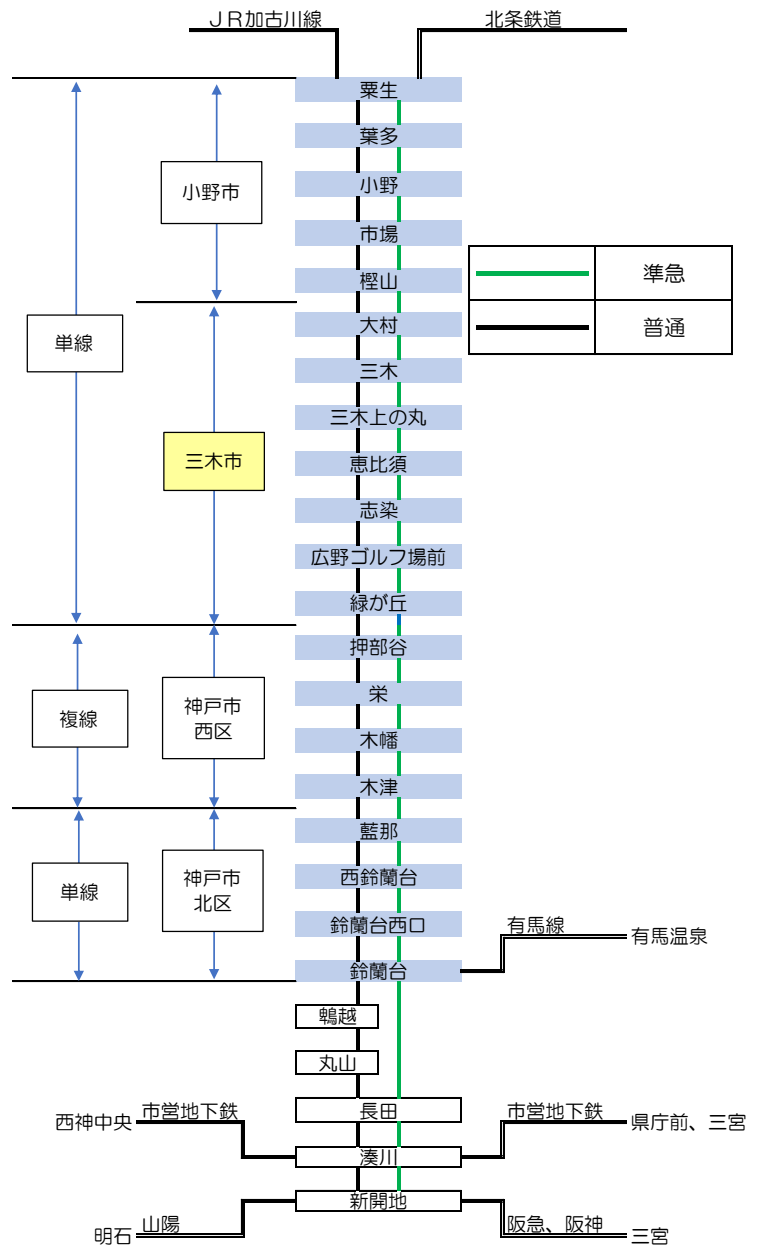 ＪＲ加古川線
北条鉄道
粟生
葉多
小野
市場
樫山
大村
三木
三木上の丸
恵比須
志染
広野ゴルフ場前
緑が丘
押部谷
栄
木幡
木津
藍那
西鈴蘭台
鈴蘭台西口
鈴蘭台
鵯越
丸山
長田
湊川
新開地
小野市
単線
三木市
複線
神戸市
西区
単線
神戸市
北区
準急
普通
有馬線
有馬温泉
市営地下鉄
西神中央
市営地下鉄
県庁前、三宮
山陽
明石
阪急、阪神
三宮